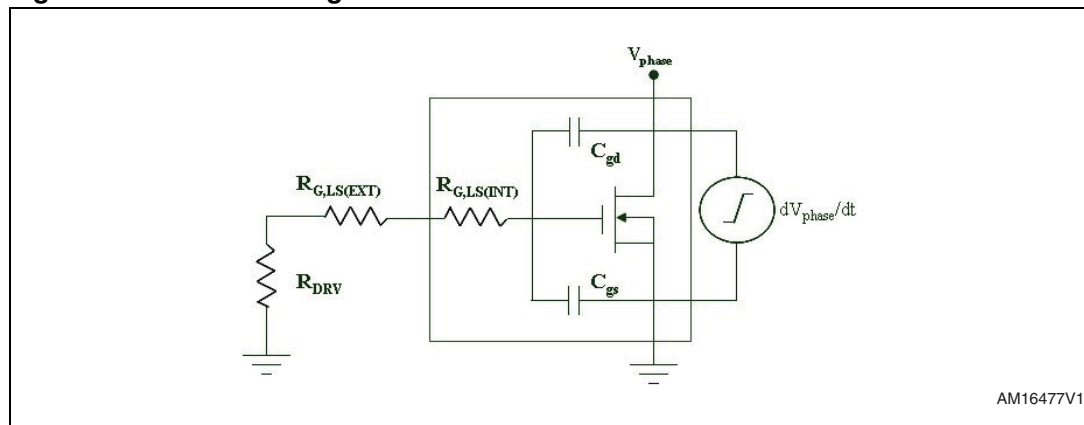 V_phase
C_gd
R_G,LS(EXT)
R_G,LS(INT)
dV_phase/dt
R_DRV
C_gs
AM16477V1